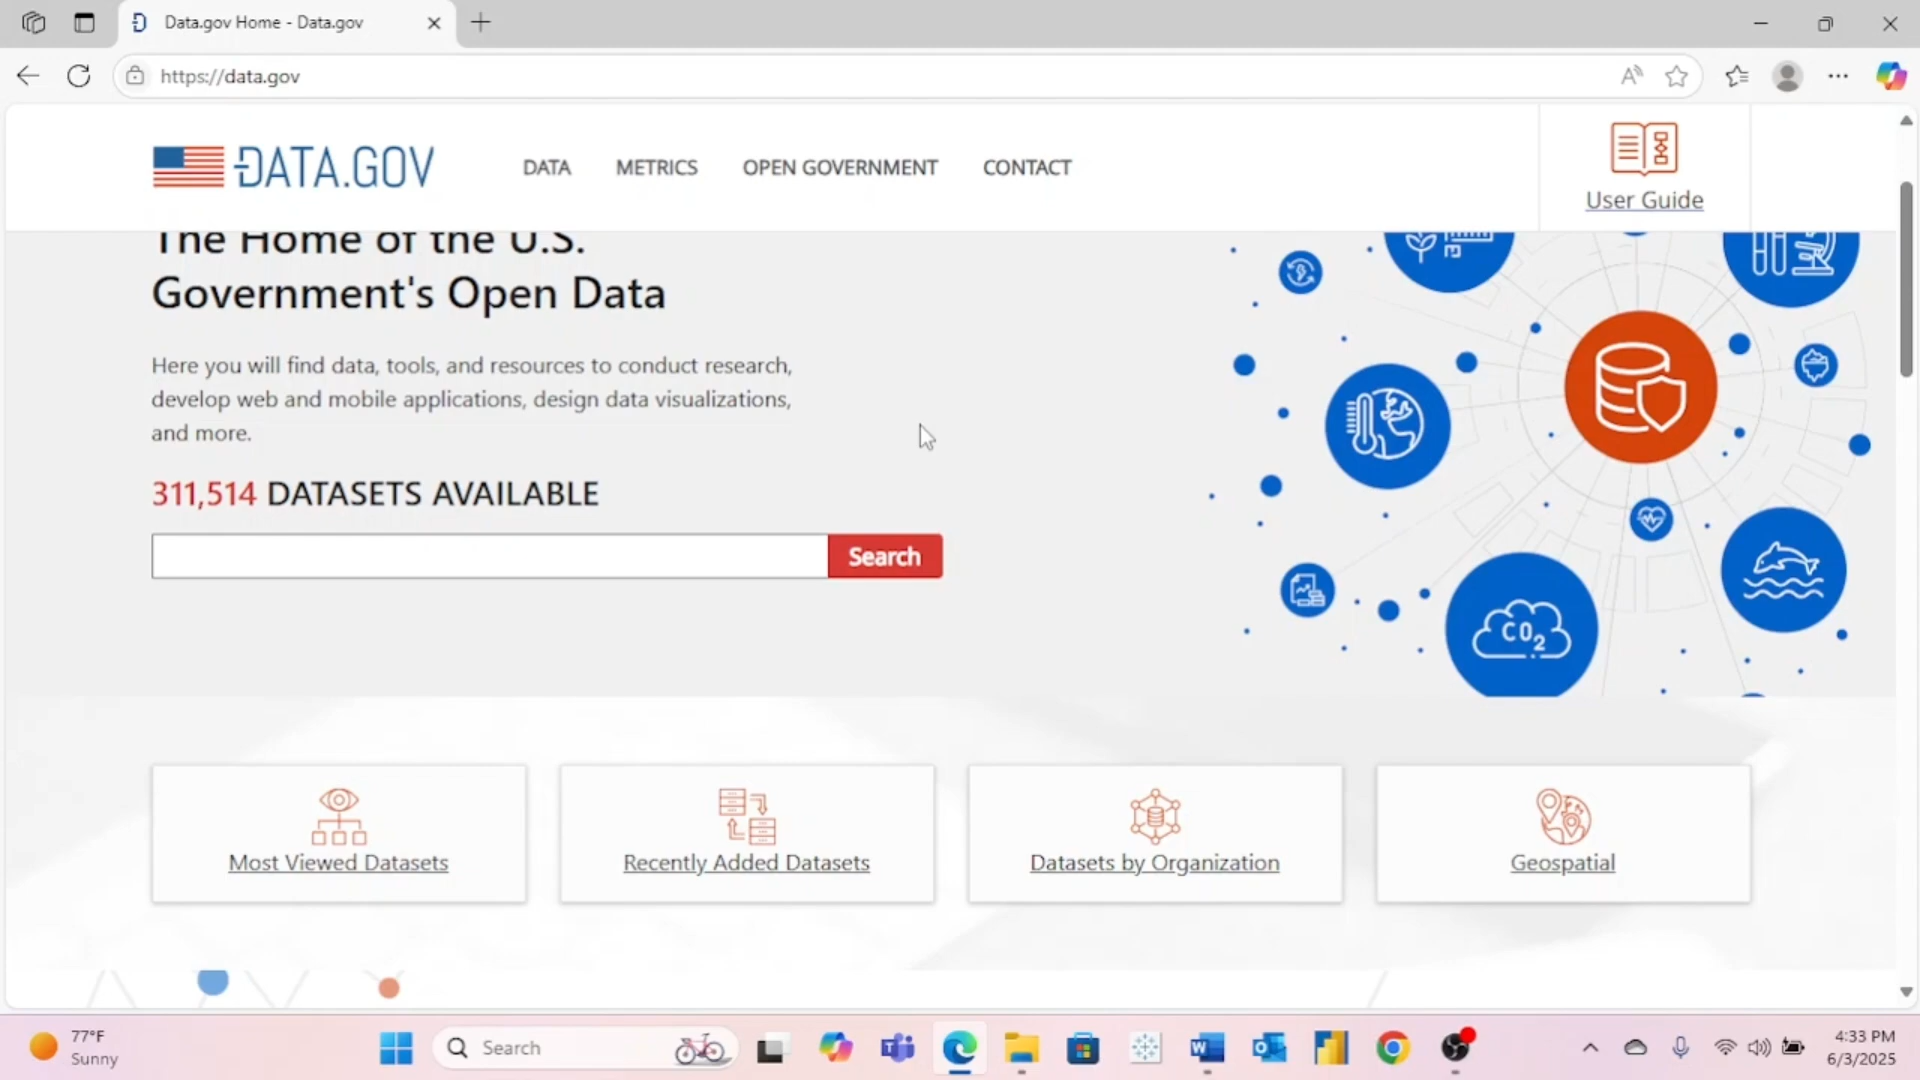 Data.gov Home - Data.gov
https://data.gov
DATA.GOV
DATA
METRICS
OPEN GOVERNMENT
CONTACT
User Guide
The Home of the U.S.
Government's Open Data
Here you will find data, tools, and resources to conduct research,
develop web and mobile applications, design data visualizations,
and more.
311,514 DATASETS AVAILABLE
Search
CO2
Most Viewed Datasets
Recently Added Datasets
Datasets by Organization
Geospatial
77°F
Sunny
Search
4:33 PM
6/3/2025